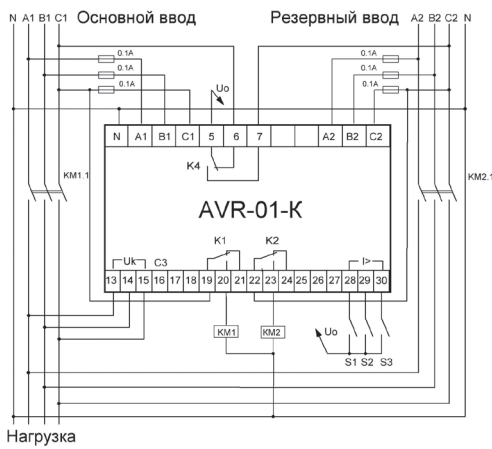 Основной ввод Резервный ввод
N A1 B1 C1 A2 B2 C2 N
0.1A 0.1A
0.1A 0.1A
0.1A 0.1A
Uo
N A1 B1 C1 5 6 7 A2 B2 C2
K4
KM1.1 KM2.1
AVR-01-К
K1 K2
Uk C3 I>
13 14 15 16 17 18 19 20 21 22 23 24 25 26 27 28 29 30
KM1 KM2 Uo
S1 S2 S3
Нагрузка